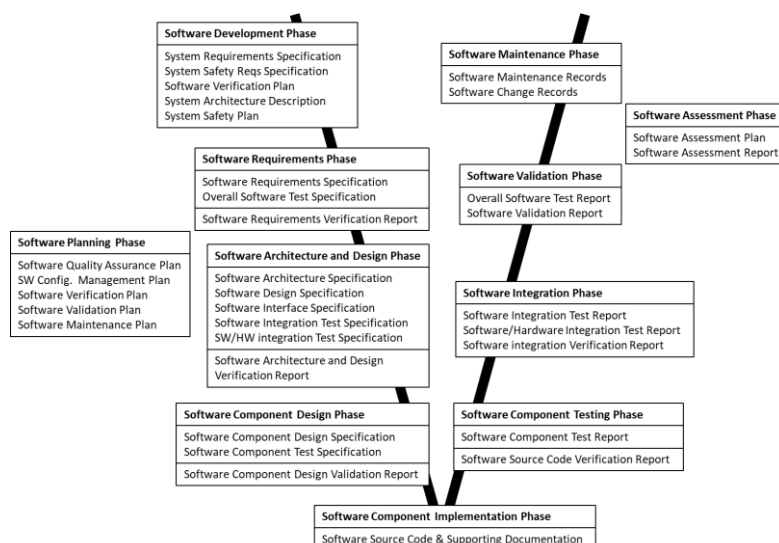 Software Development Phase
System Requirements Specification
System Safety Reqs Specification
Software Verification Plan
System Architecture Description
System Safety Plan
Software Maintenance Phase
Software Maintenance Records
Software Change Records
Software Assessment Phase
Software Assessment Plan
Software Assessment Report
Software Requirements Phase
Software Requirements Specification
Overall Software Test Specification
Software Requirements Verification Report
Software Validation Phase
Overall Software Test Report
Software Validation Report
Software Planning Phase
Software Quality Assurance Plan
SW Config. Management Plan
Software Verification Plan
Software Validation Plan
Software Maintenance Plan
Software Architecture and Design Phase
Software Architecture Specification
Software Design Specification
Software Interface Specification
Software Integration Test Specification
SW/HW integration Test Specification
Software Architecture and Design
Verification Report
Software Integration Phase
Software Integration Test Report
Software/Hardware Integration Test Report
Software integration Verification Report
Software Component Design Phase
Software Component Design Specification
Software Component Test Specification
Software Component Design Validation Report
Software Component Testing Phase
Software Component Test Report
Software Source Code Verification Report
Software Component Implementation Phase
Software Source Code & Supporting Documentation